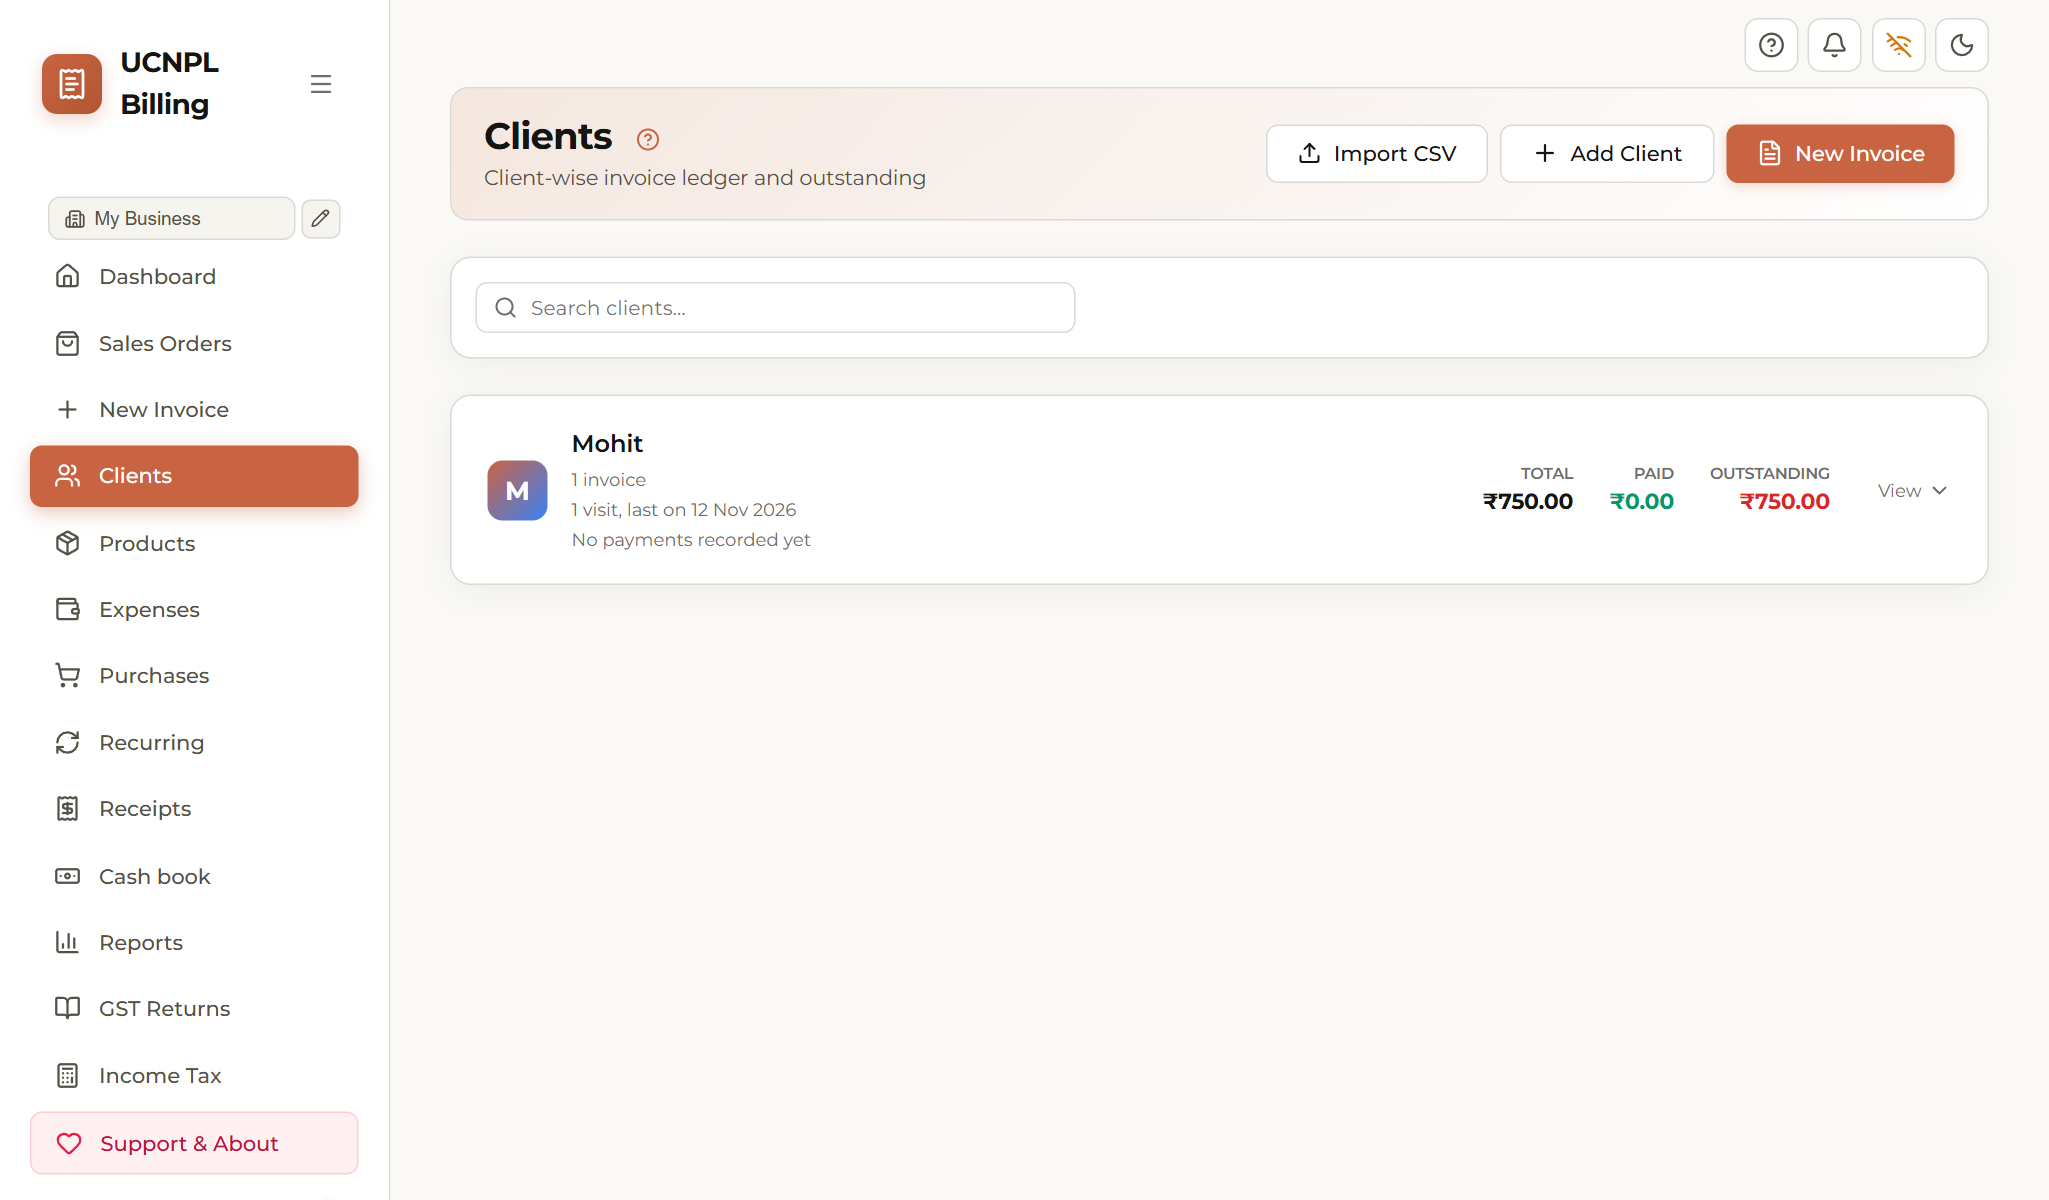 UCNPL
Billing
My Business
Dashboard
Sales Orders
New Invoice
Clients
Products
Expenses
Purchases
Recurring
Receipts
Cash book
Reports
GST Returns
Income Tax
Support & About
Clients
Client-wise invoice ledger and outstanding
Import CSV
Add Client
New Invoice
Search clients...
M
Mohit
1 invoice
1 visit, last on 12 Nov 2026
No payments recorded yet
TOTAL
₹750.00
PAID
₹0.00
OUTSTANDING
₹750.00
View